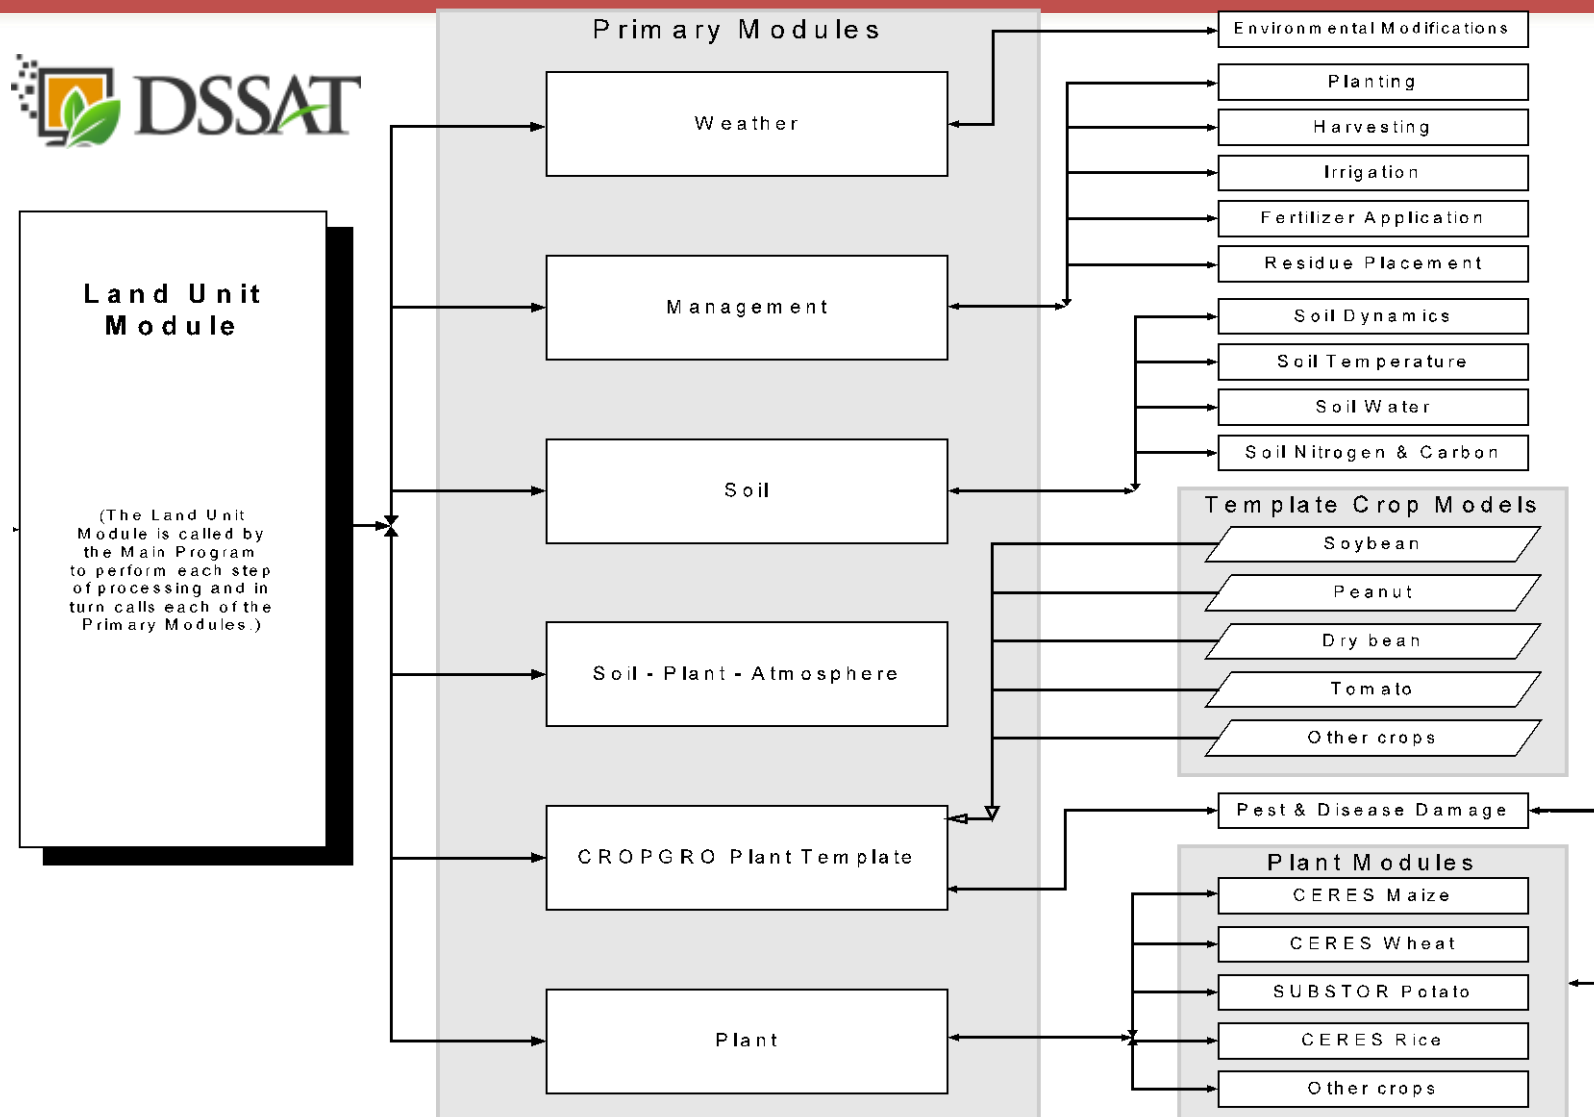 DSSAT
Land Unit
Module
(The Land Unit
Module is called by
the Main Program
to perform each step
of processing and in
turn calls each of the
Primary Modules.)
Primary Modules
Weather
Management
Soil
Soil - Plant - Atmosphere
CROPGRO Plant Template
Plant
Environmental Modifications
Planting
Harvesting
Irrigation
Fertilizer Application
Residue Placement
Soil Dynamics
Soil Temperature
Soil Water
Soil Nitrogen & Carbon
Template Crop Models
Soybean
Peanut
Dry bean
Tomato
Other crops
Pest & Disease Damage
Plant Modules
CERES Maize
CERES Wheat
SUBSTOR Potato
CERES Rice
Other crops